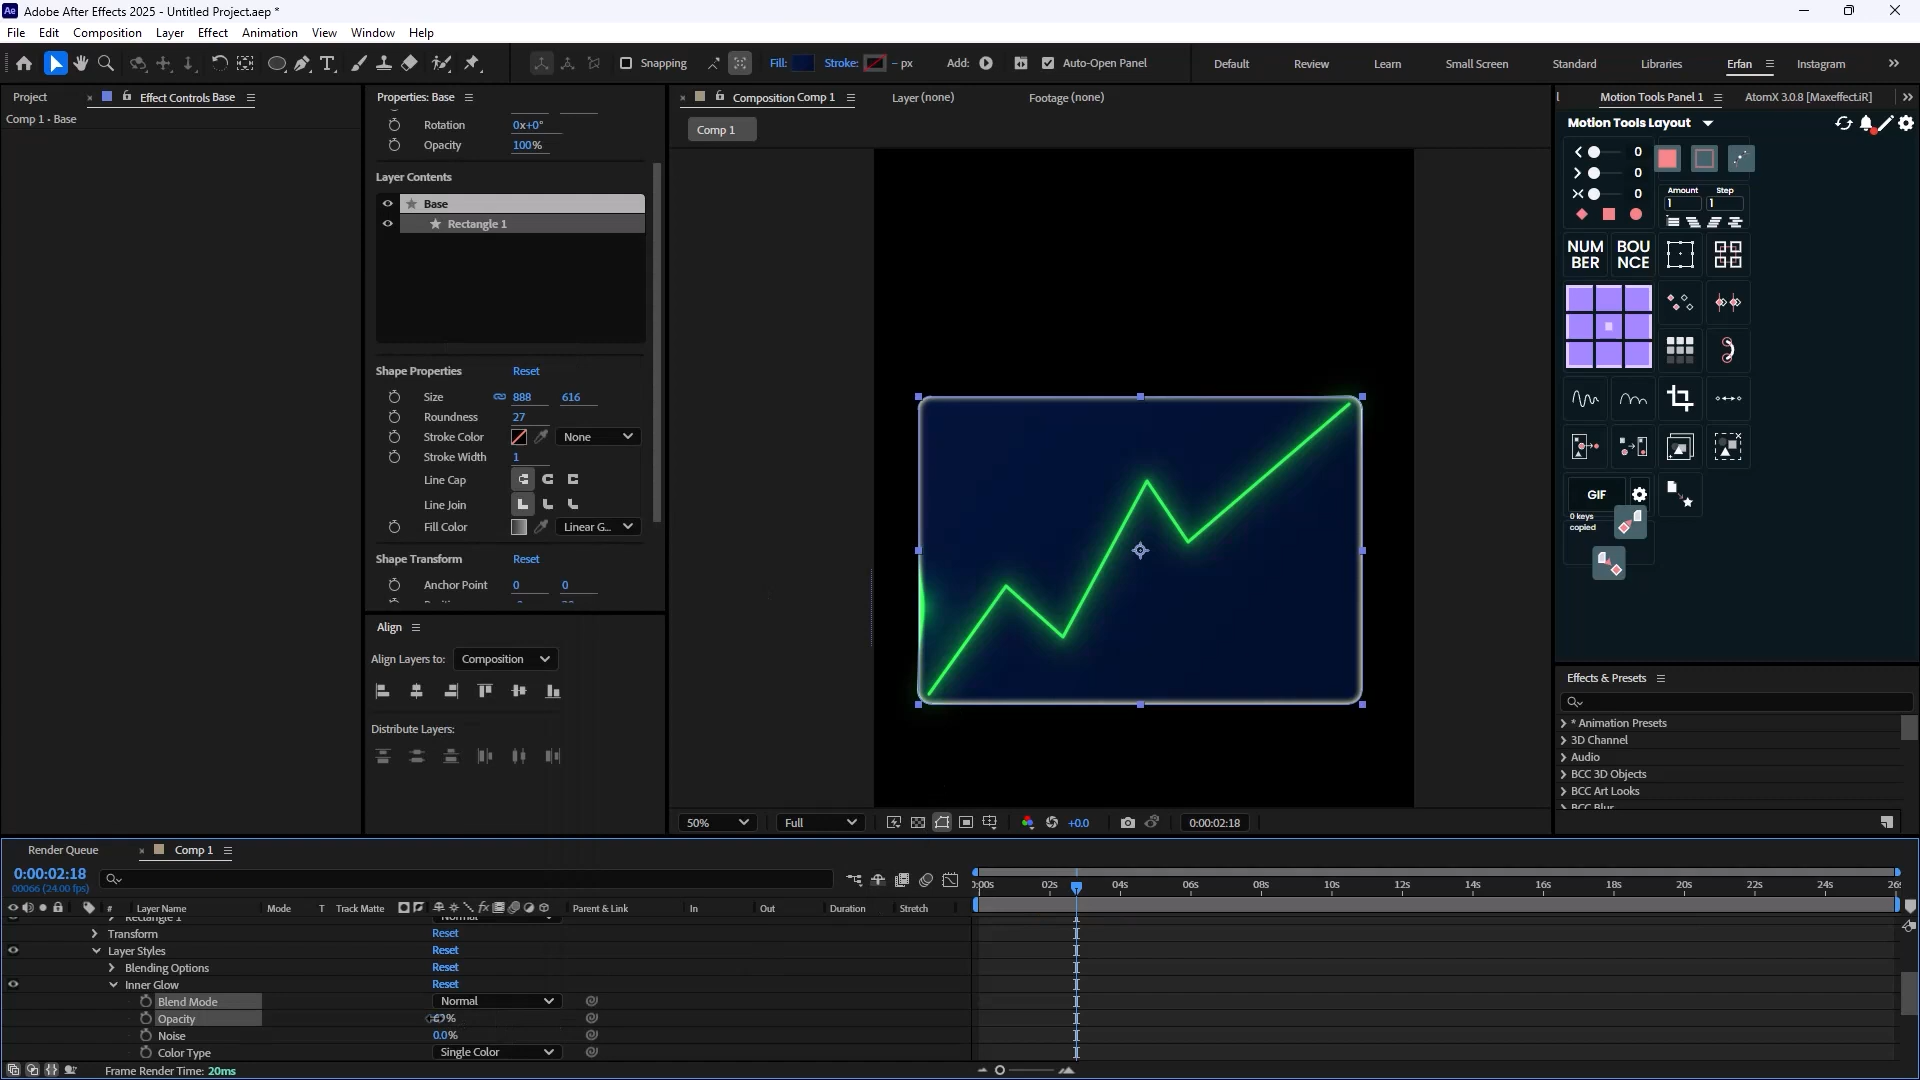 Adobe After Effects 2025 - Untitled Project.aep *
File Edit Composition Layer Effect Animation View Window Help
Snapping Fill: Stroke: - px Add: Auto-Open Panel Default Review Learn Small Screen Standard Libraries Erfan Instagram
Project Effect Controls Base
Comp 1 • Base
Properties: Base
Rotation 0x+0°
Opacity 100%
Layer Contents
Base
Rectangle 1
Shape Properties Reset
Size 888 616
Roundness 27
Stroke Color None
Stroke Width 1
Line Cap
Line Join
Fill Color Linear G...
Shape Transform Reset
Anchor Point 0 0
Align
Align Layers to: Composition
Distribute Layers:
Composition Comp 1 Layer (none) Footage (none)
Comp 1
50% Full +0.0 0:00:02:18
Motion Tools Panel 1 AtomX 3.0.8 [Maxeffect.iR]
Motion Tools Layout
0
0
0
Amount Step
1 1
NUM
BER
BOU
NCE
GIF
0 keys
copied
Effects & Presets
* Animation Presets
3D Channel
Audio
BCC 3D Objects
BCC Art Looks
BCC Blur
Render Queue Comp 1
0:00:02:18
00066 (24.00 fps)
# Layer Name Mode T Track Matte Parent & Link In Out Duration Stretch
02s 04s 06s 08s 10s 12s 14s 16s 18s 20s 22s 24s
Rectangle 1 Normal
Transform Reset
Layer Styles Reset
Blending Options Reset
Inner Glow Reset
Blend Mode Normal
Opacity
Noise 0.0%
Color Type Single Color
Frame Render Time: 20ms